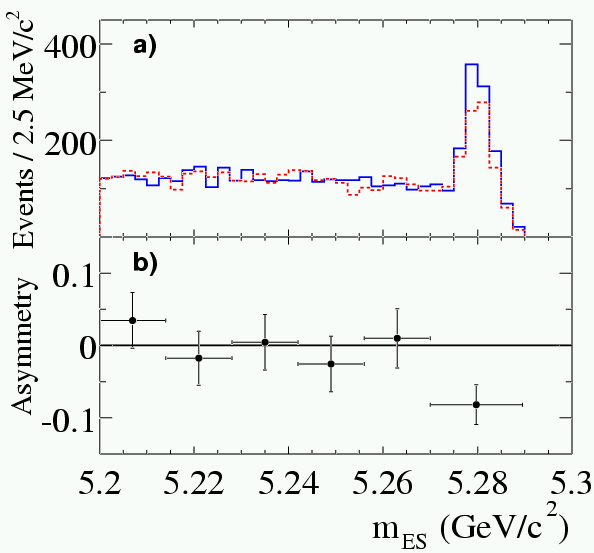 Events / 2.5 MeV/c²
a)
400
200
Asymmetry
b)
0.1
0
-0.1
5.2 5.22 5.24 5.26 5.28 5.3
m_ES (GeV/c²)